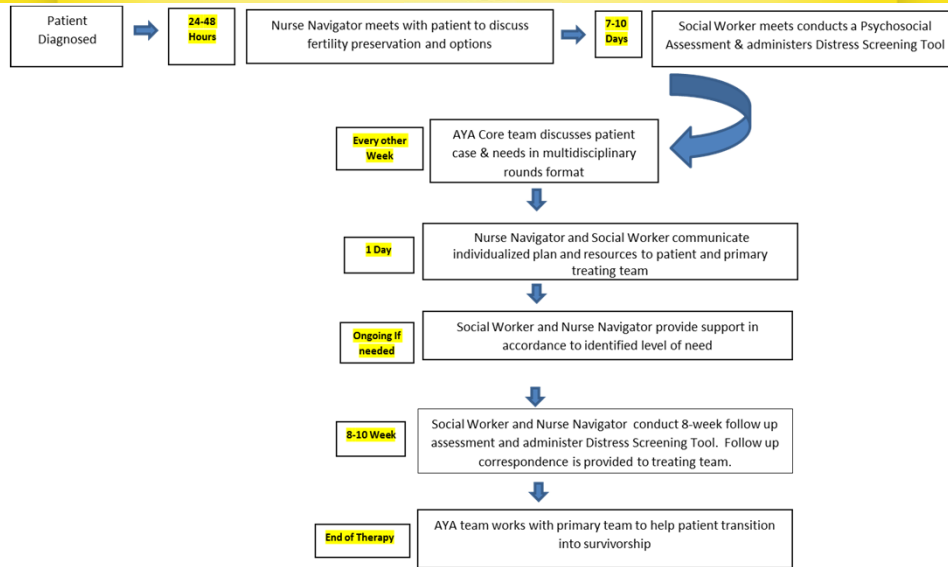 Patient
Diagnosed
24-48
Hours
Nurse Navigator meets with patient to discuss
fertility preservation and options
7-10
Days
Social Worker meets conducts a Psychosocial
Assessment & administers Distress Screening Tool
Every other
Week
AYA Core team discusses patient
case & needs in multidisciplinary
rounds format
1 Day
Nurse Navigator and Social Worker communicate
individualized plan and resources to patient and primary
treating team
Ongoing If
needed
Social Worker and Nurse Navigator provide support in
accordance to identified level of need
8-10 Week
Social Worker and Nurse Navigator conduct 8-week follow up
assessment and administer Distress Screening Tool. Follow up
correspondence is provided to treating team.
End of Therapy
AYA team works with primary team to help patient transition
into survivorship